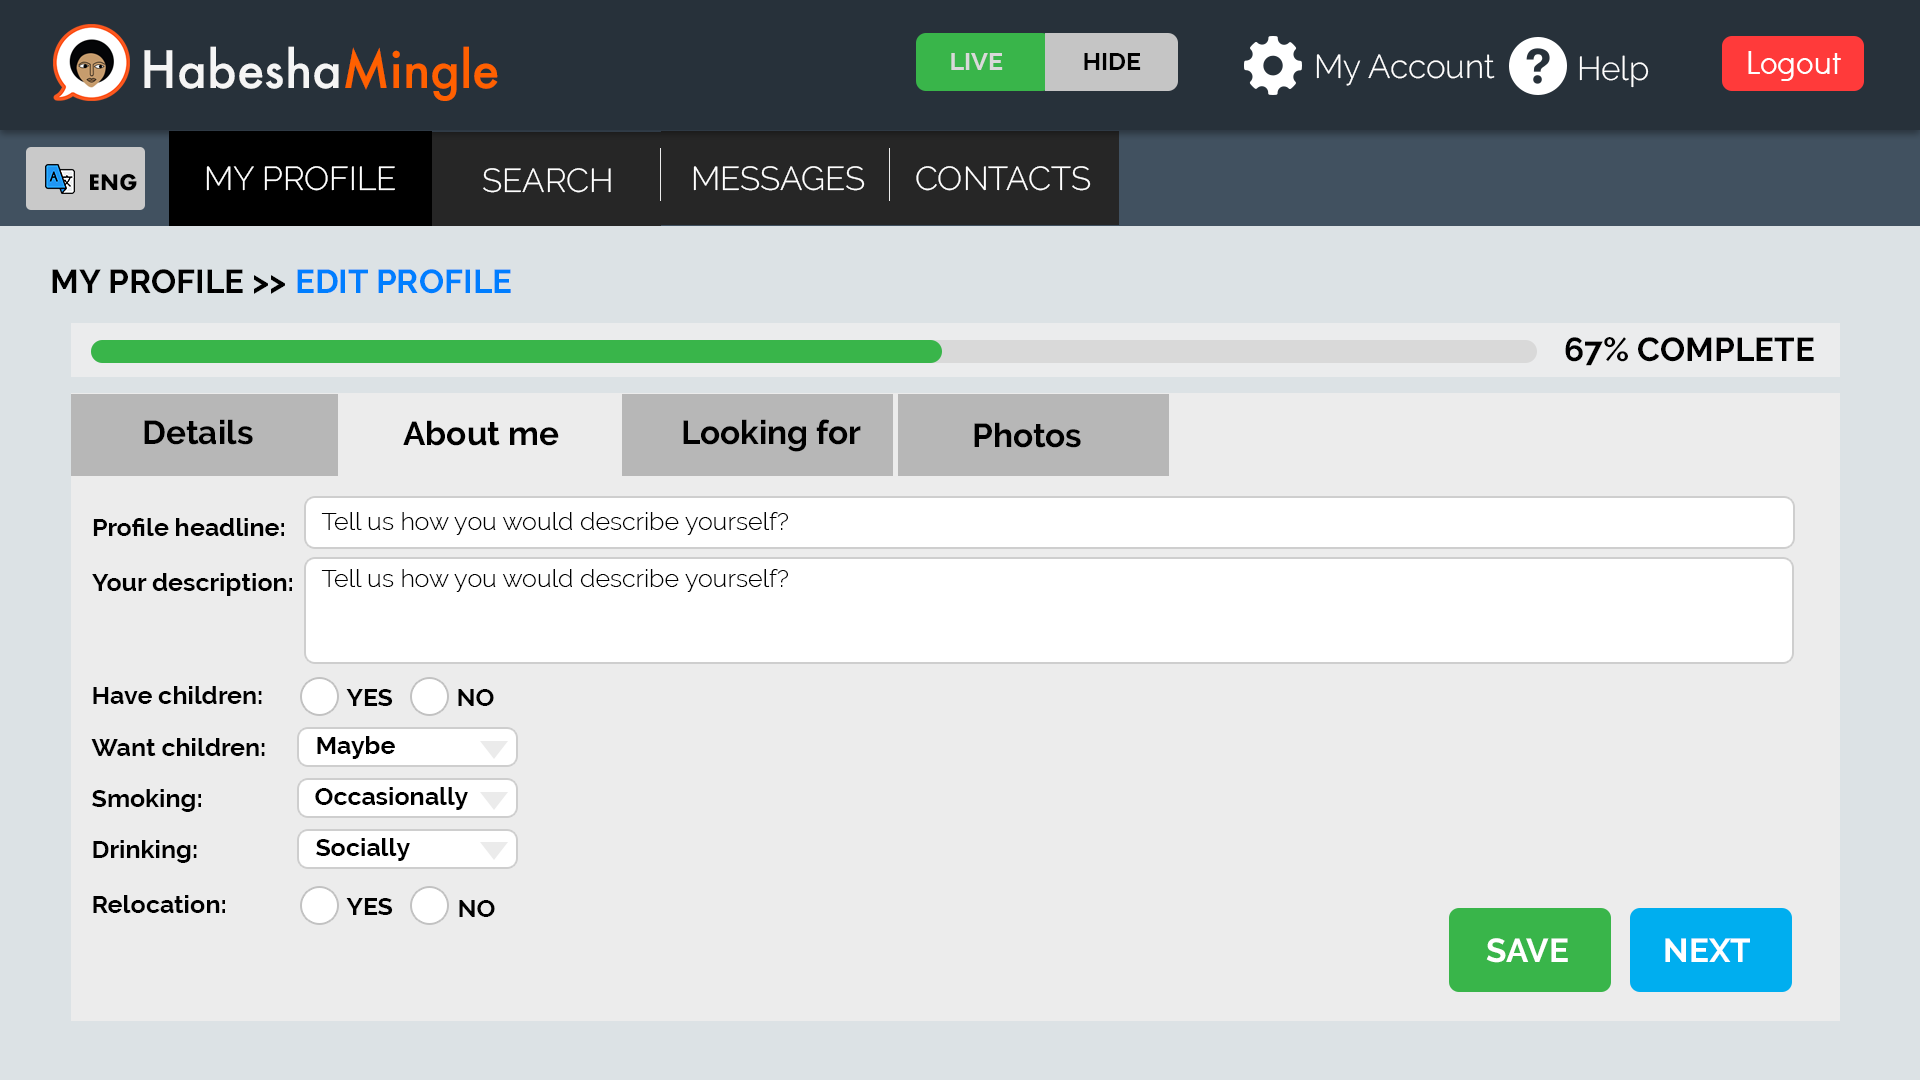 HabeshaMingle
LIVE HIDE
My Account
? Help
Logout
A ENG
MY PROFILE
SEARCH
MESSAGES
CONTACTS
MY PROFILE >> EDIT PROFILE
67% COMPLETE
Details
About me
Looking for
Photos
Profile headline: Tell us how you would describe yourself?
Your description: Tell us how you would describe yourself?
Have children: YES NO
Want children: Maybe
Smoking: Occasionally
Drinking: Socially
Relocation: YES NO
SAVE NEXT